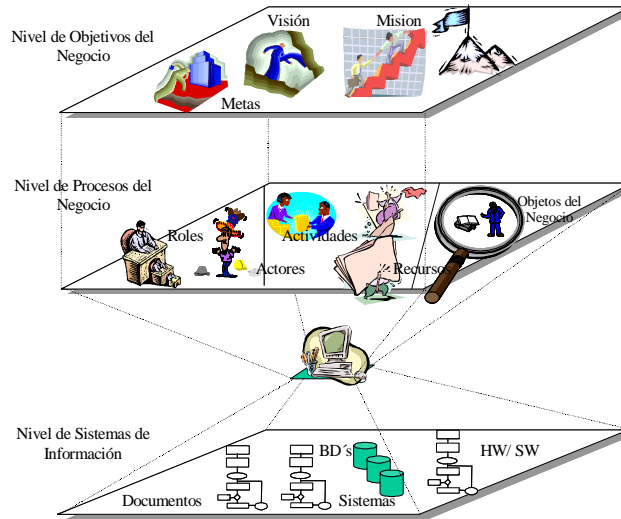 Nivel de Objetivos del
Negocio
Visión
Mision
Metas
Nivel de Procesos del
Negocio
Roles
Actores
Actividades
Recursos
Objetos del
Negocio
Nivel de Sistemas de
Información
Documentos
BD´s
Sistemas
HW/ SW